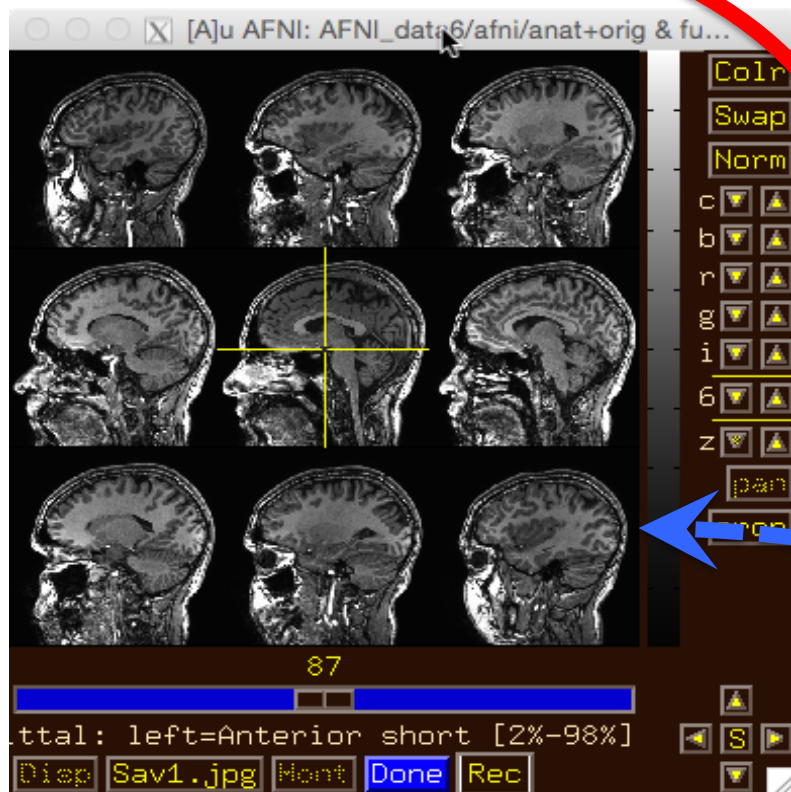 [A]u AFNI: AFNI_data6/afni/anat+orig & fu...
Colr
Swap
Norm
c
b
r
g
i
6
z
pan
crop
87
ttal: left=Anterior short [2%-98%]
S
Disp Sav1.jpg Mont Done Rec